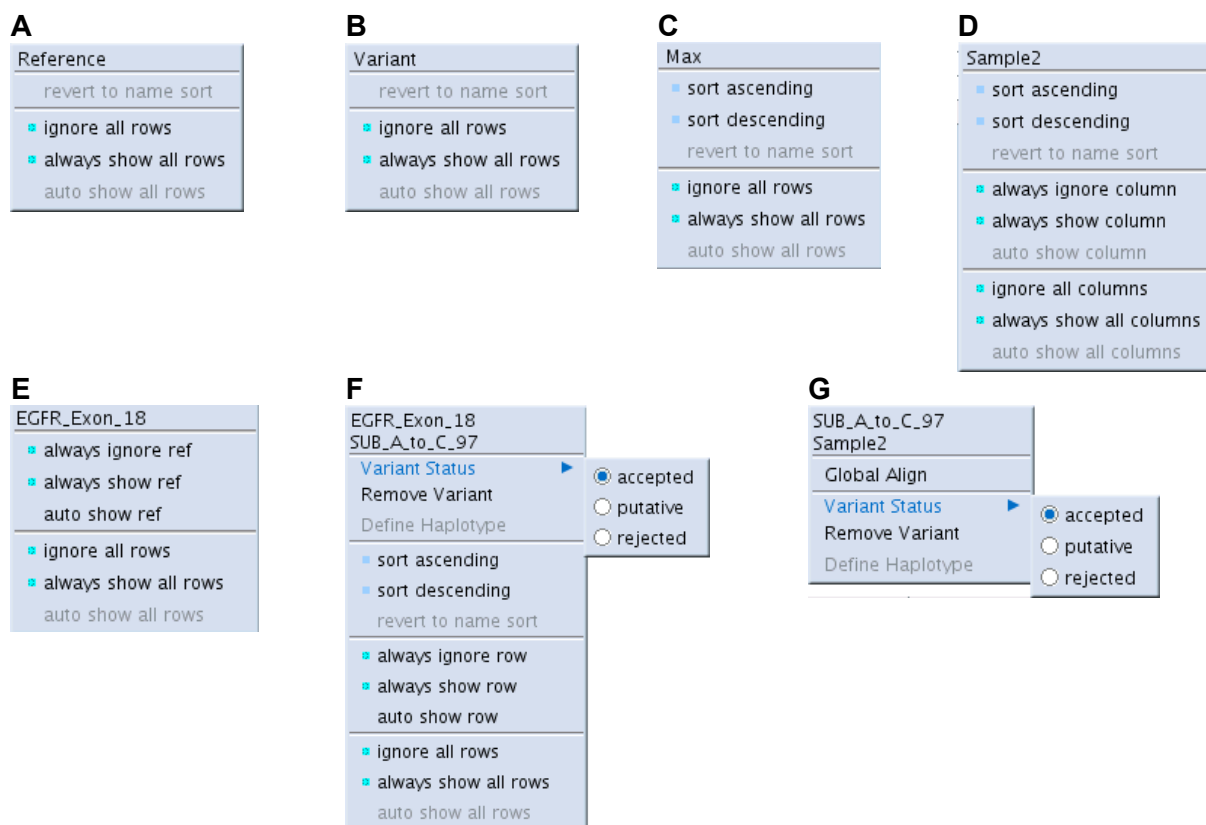 A
Reference
revert to name sort
ignore all rows
always show all rows
auto show all rows
B
Variant
revert to name sort
ignore all rows
always show all rows
auto show all rows
C
Max
sort ascending
sort descending
revert to name sort
ignore all rows
always show all rows
auto show all rows
D
Sample2
sort ascending
sort descending
revert to name sort
always ignore column
always show column
auto show column
ignore all columns
always show all columns
auto show all columns
E
EGFR_Exon_18
always ignore ref
always show ref
auto show ref
ignore all rows
always show all rows
auto show all rows
F
EGFR_Exon_18
SUB_A_to_C_97
Variant Status
Remove Variant
Define Haplotype
sort ascending
sort descending
revert to name sort
always ignore row
always show row
auto show row
ignore all rows
always show all rows
auto show all rows
accepted
putative
rejected
G
SUB_A_to_C_97
Sample2
Global Align
Variant Status
Remove Variant
Define Haplotype
accepted
putative
rejected